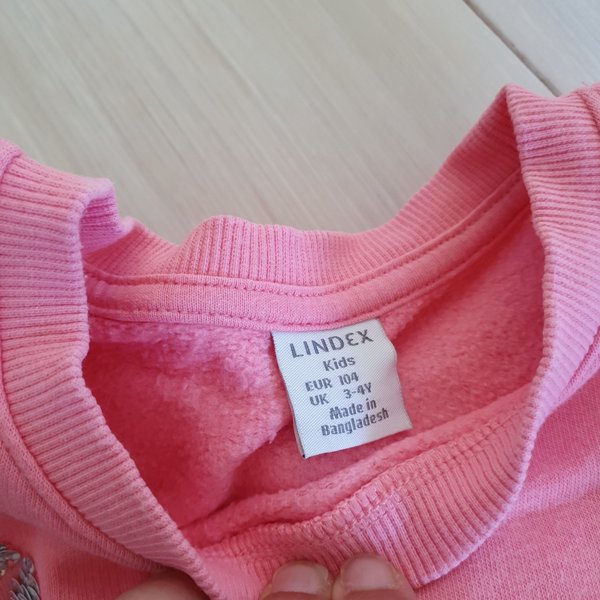 LINDEX
Kids
EUR 104
UK 3-4Y
Made in
Bangladesh